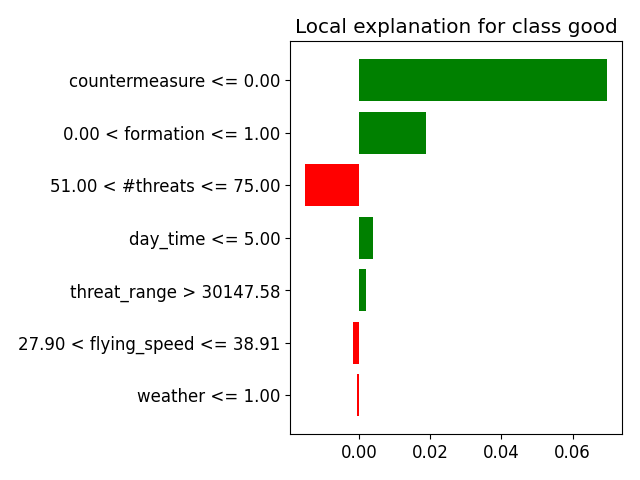 Local explanation for class good
countermeasure <= 0.00
0.00 < formation <= 1.00
51.00 < #threats <= 75.00
day_time <= 5.00
threat_range > 30147.58
27.90 < flying_speed <= 38.91
weather <= 1.00
0.00 0.02 0.04 0.06